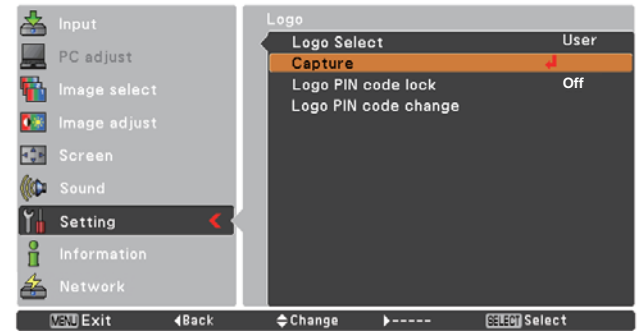 Input
PC adjust
Image select
Image adjust
Screen
Sound
Setting
Information
Network
Logo
Logo Select User
Capture
Logo PIN code lock Off
Logo PIN code change
MENU Exit Back Change ----- SELECT Select